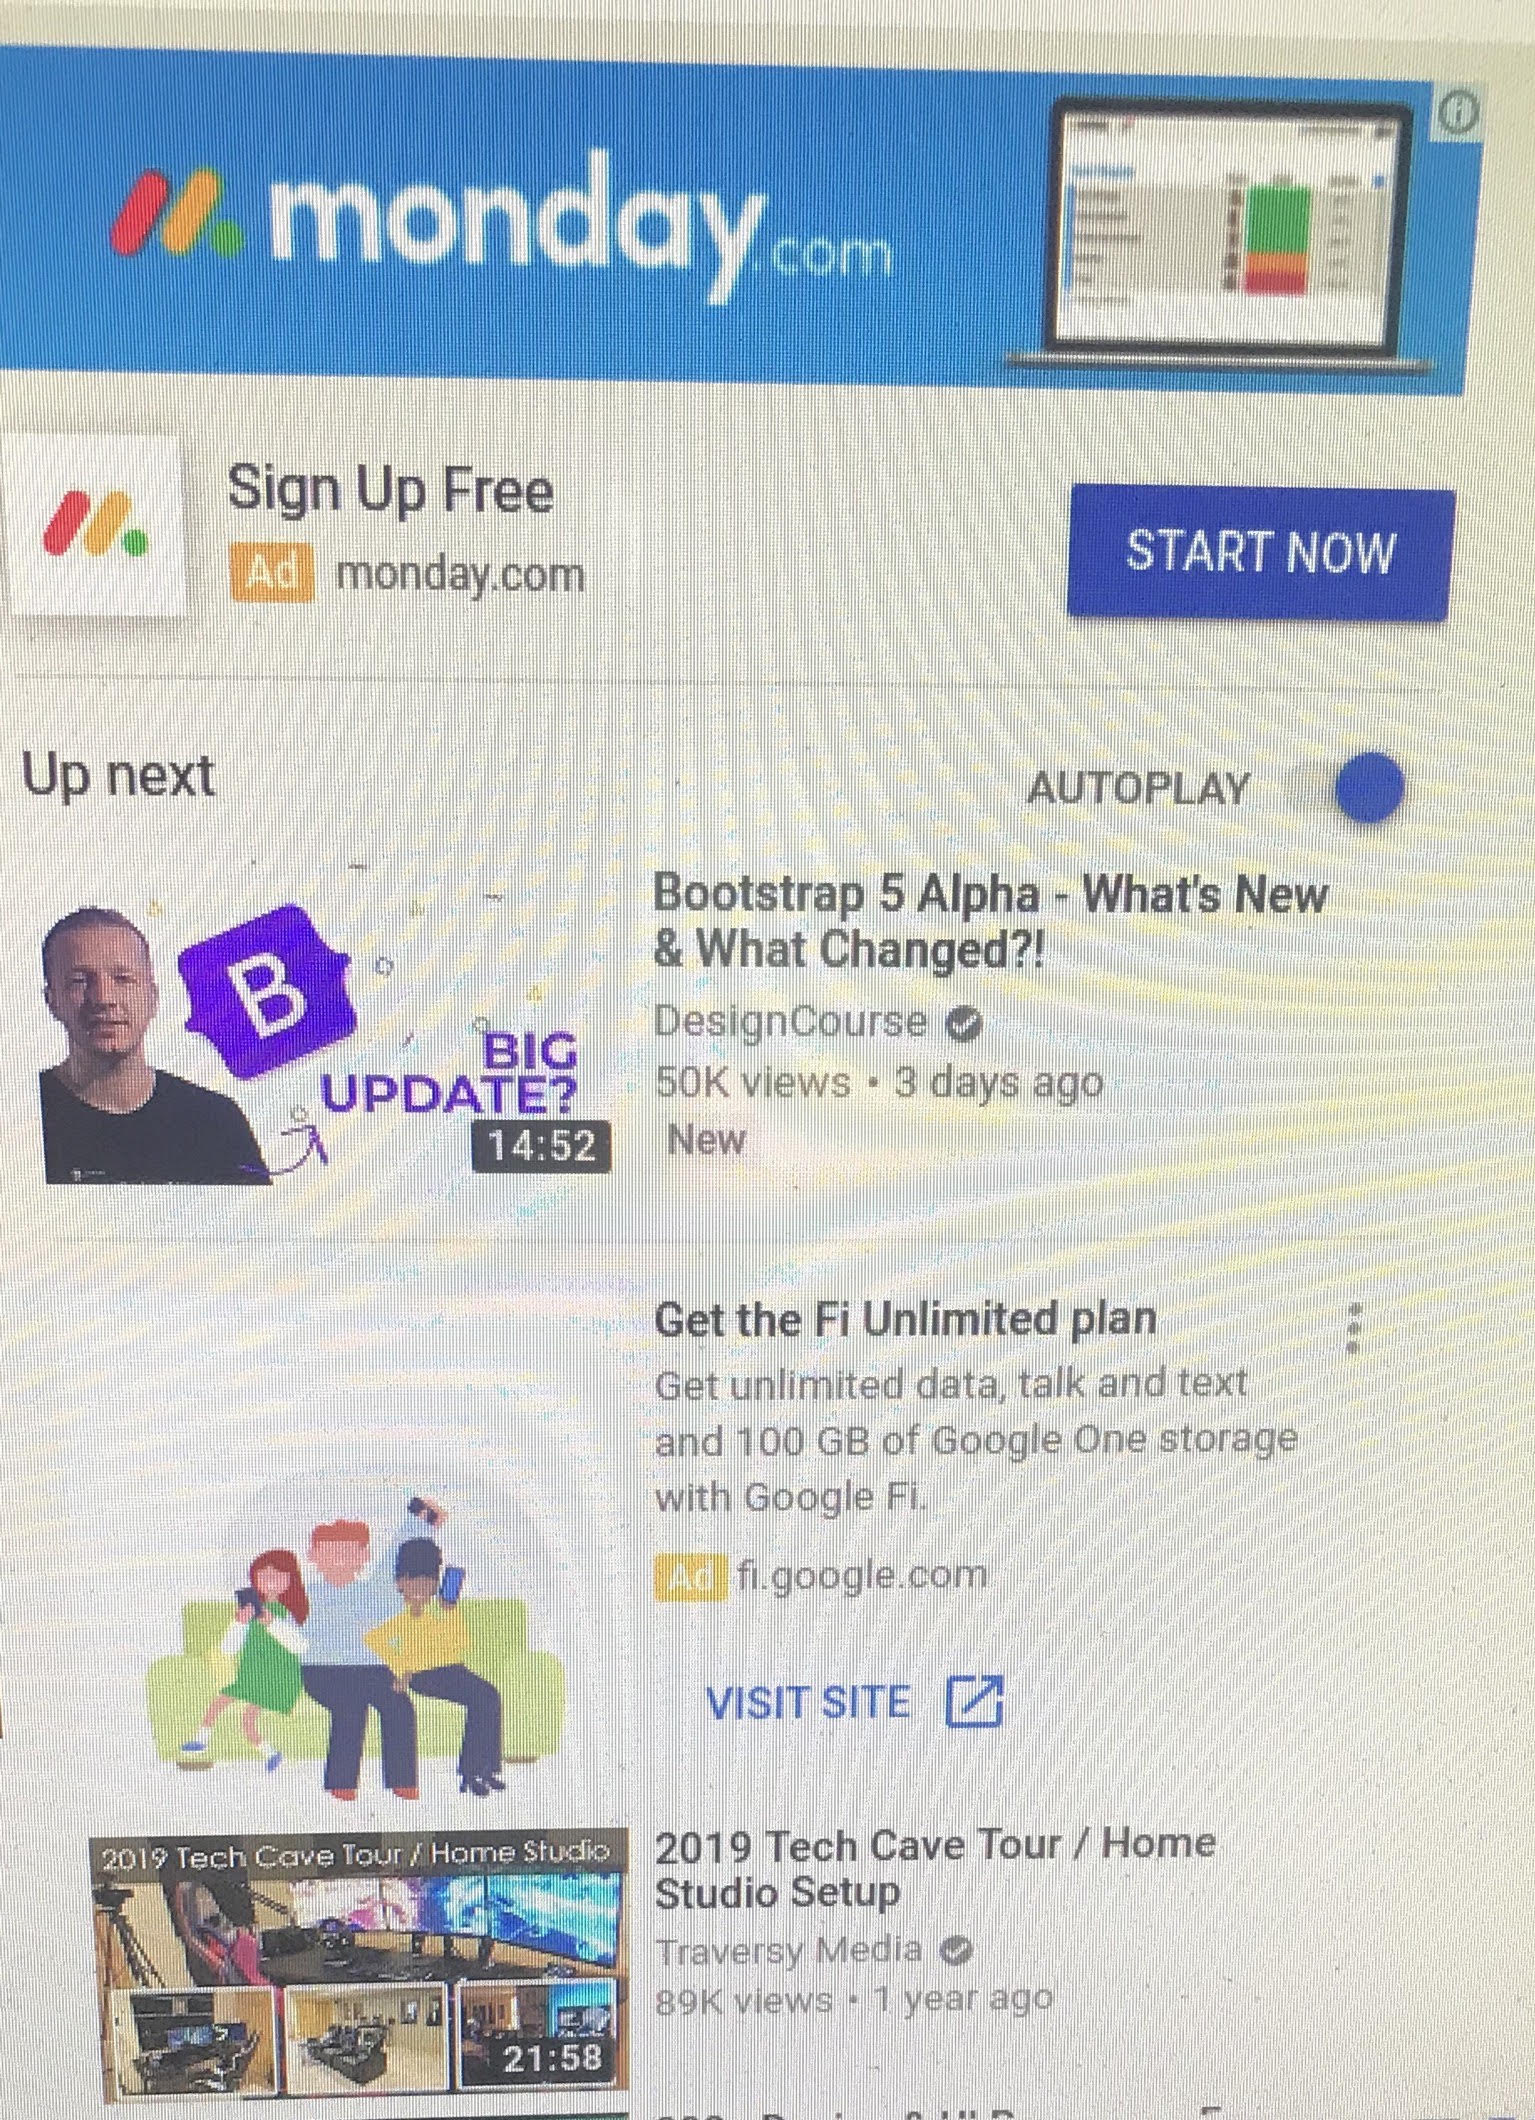 monday.com
Sign Up Free
Ad monday.com
START NOW
Up next
AUTOPLAY
B
BIG
UPDATE?
14:52
Bootstrap 5 Alpha - What's New
& What Changed?!
DesignCourse
50K views • 3 days ago
New
Get the Fi Unlimited plan
Get unlimited data, talk and text
and 100 GB of Google One storage
with Google Fi.
Ad fi.google.com
VISIT SITE
2019 Tech Cave Tour / Home Studio
21:58
2019 Tech Cave Tour / Home
Studio Setup
Traversy Media
89K views • 1 year ago